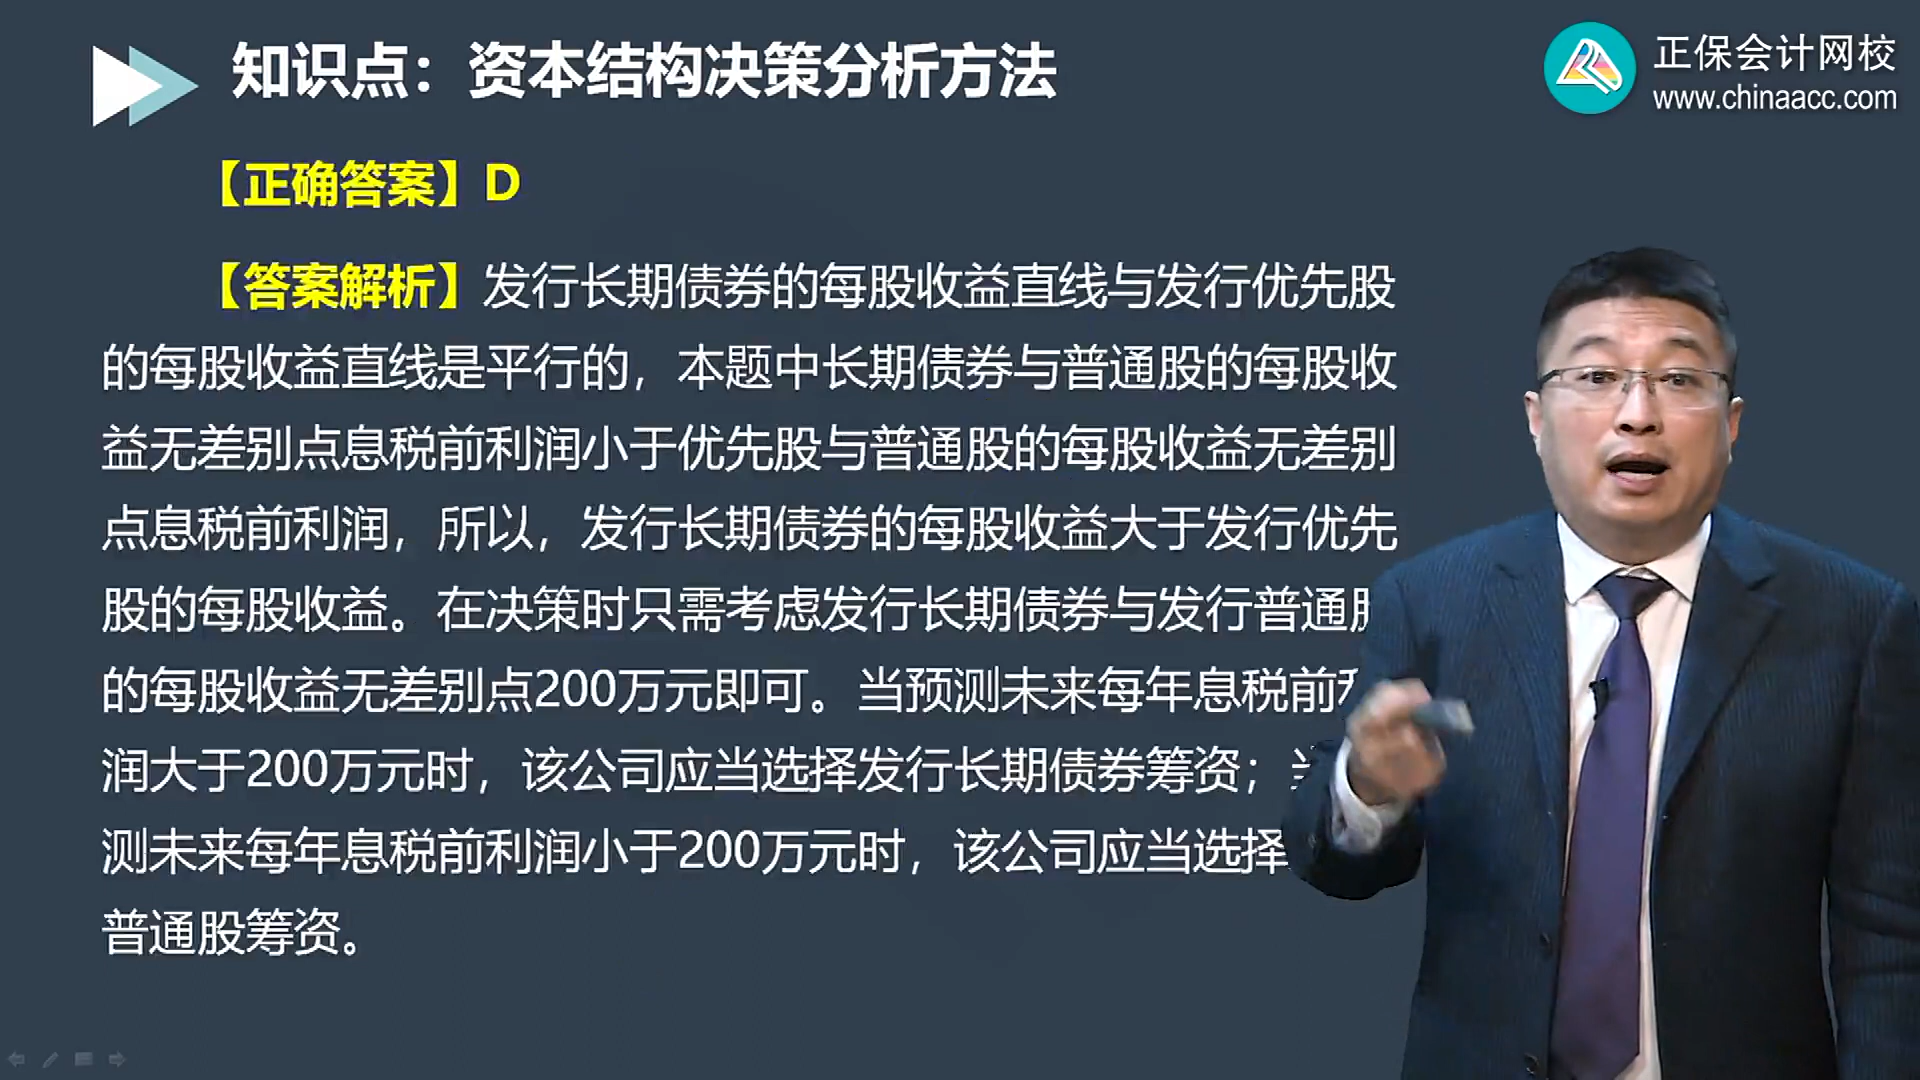 知识点：资本结构决策分析方法
正保会计网校
www.chinaacc.com
【正确答案】D
【答案解析】发行长期债券的每股收益直线与发行优先股
的每股收益直线是平行的，本题中长期债券与普通股的每股收
益无差别点息税前利润小于优先股与普通股的每股收益无差别
点息税前利润，所以，发行长期债券的每股收益大于发行优先
股的每股收益。在决策时只需考虑发行长期债券与发行普通股
的每股收益无差别点200万元即可。当预测未来每年息税前利
润大于200万元时，该公司应当选择发行长期债券筹资；当
测未来每年息税前利润小于200万元时，该公司应当选择
普通股筹资。